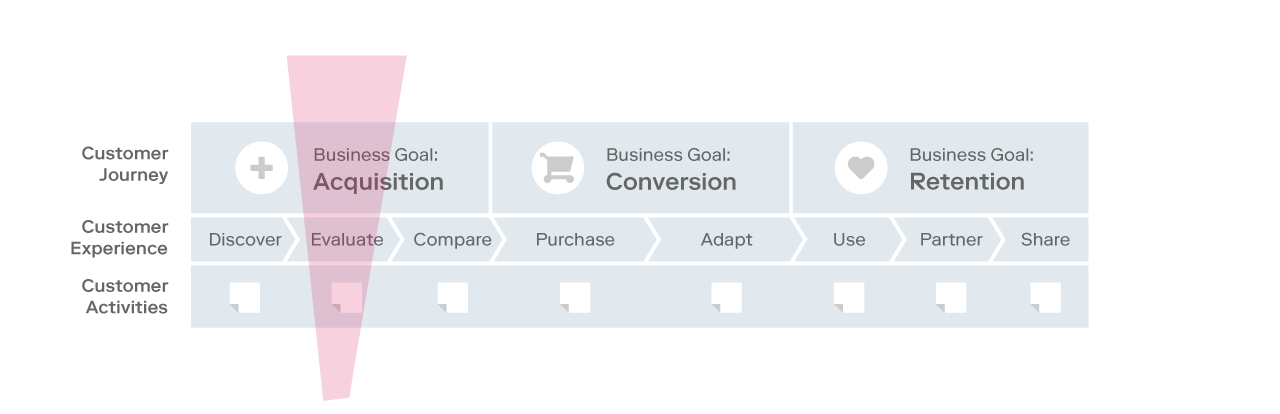 Customer
Journey
Business Goal:
Acquisition
Business Goal:
Conversion
Business Goal:
Retention
Customer
Experience
Discover
Evaluate
Compare
Purchase
Adapt
Use
Partner
Share
Customer
Activities